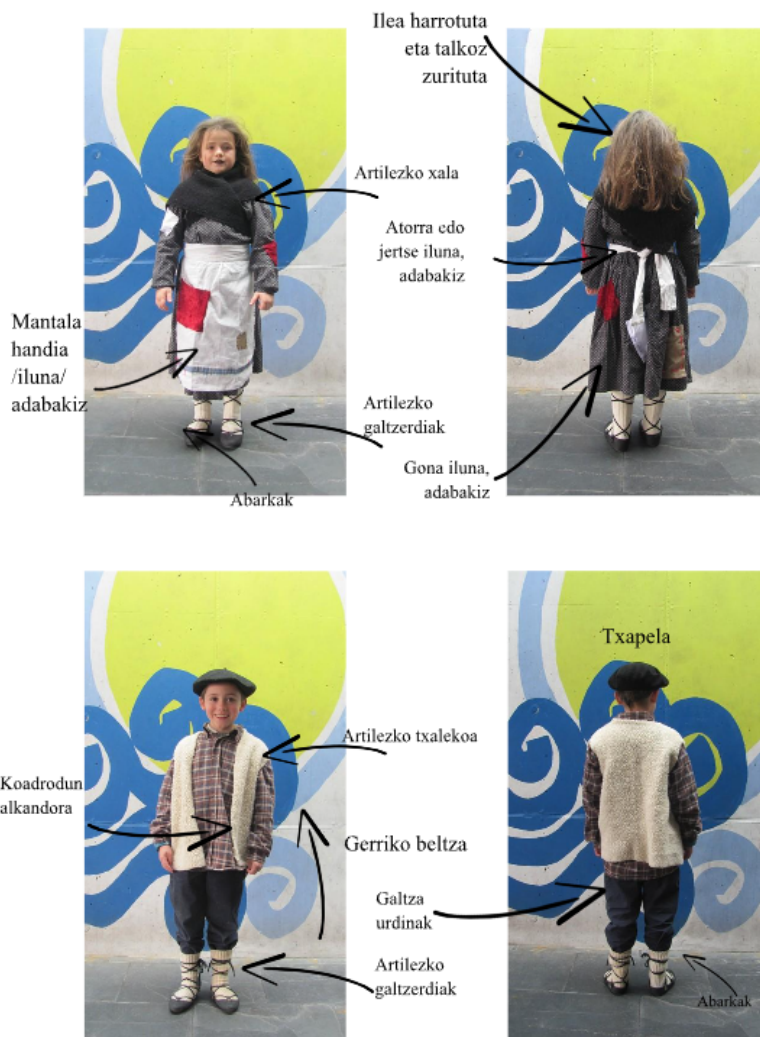 Ilea harrotuta
eta talkoz
zurituta
Artilezko xala
Atorra edo
jertse iluna,
adabakiz
Mantala
handia
/iluna/
adabakiz
Artilezko
galtzerdiak
Gona iluna,
adabakiz
Abarkak
Txapela
Artilezko txalekoa
Koadrodun
alkandora
Gerriko beltza
Galtza
urdinak
Artilezko
galtzerdiak
Abarkak